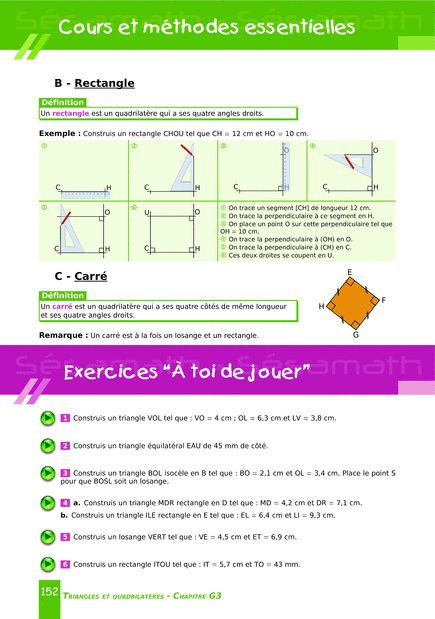 Cours et méthodes essentielles
B - Rectangle
Définition
Un rectangle est un quadrilatère qui a ses quatre angles droits.
Exemple : Construis un rectangle CHOU tel que CH = 12 cm et HO = 10 cm.
① ② ③ ④
C H C H C H O C H O
⑤ ⑥
C H O C H O U
① On trace un segment [CH] de longueur 12 cm.
② On trace la perpendiculaire à ce segment en H.
③ On place un point O sur cette perpendiculaire tel que
OH = 10 cm.
④ On trace la perpendiculaire à (OH) en O.
⑤ On trace la perpendiculaire à (CH) en C.
⑥ Ces deux droites se coupent en U.
C - Carré
Définition
Un carré est un quadrilatère qui a ses quatre côtés de même longueur
et ses quatre angles droits.
E
F
H
G
Remarque : Un carré est à la fois un losange et un rectangle.
Sésamath Sésamath
Exercices “À toi de jouer”
1 Construis un triangle VOL tel que : VO = 4 cm ; OL = 6,3 cm et LV = 3,8 cm.
2 Construis un triangle équilatéral EAU de 45 mm de côté.
3 Construis un triangle BOL isocèle en B tel que : BO = 2,1 cm et OL = 3,4 cm. Place le point S
pour que BOSL soit un losange.
4 a. Construis un triangle MDR rectangle en D tel que : MD = 4,2 cm et DR = 7,1 cm.
b. Construis un triangle ILE rectangle en E tel que : EL = 6,4 cm et LI = 9,3 cm.
5 Construis un losange VERT tel que : VE = 4,5 cm et ET = 6,9 cm.
6 Construis un rectangle ITOU tel que : IT = 5,7 cm et TO = 43 mm.
152 Triangles et quadrilatères - Chapitre G3